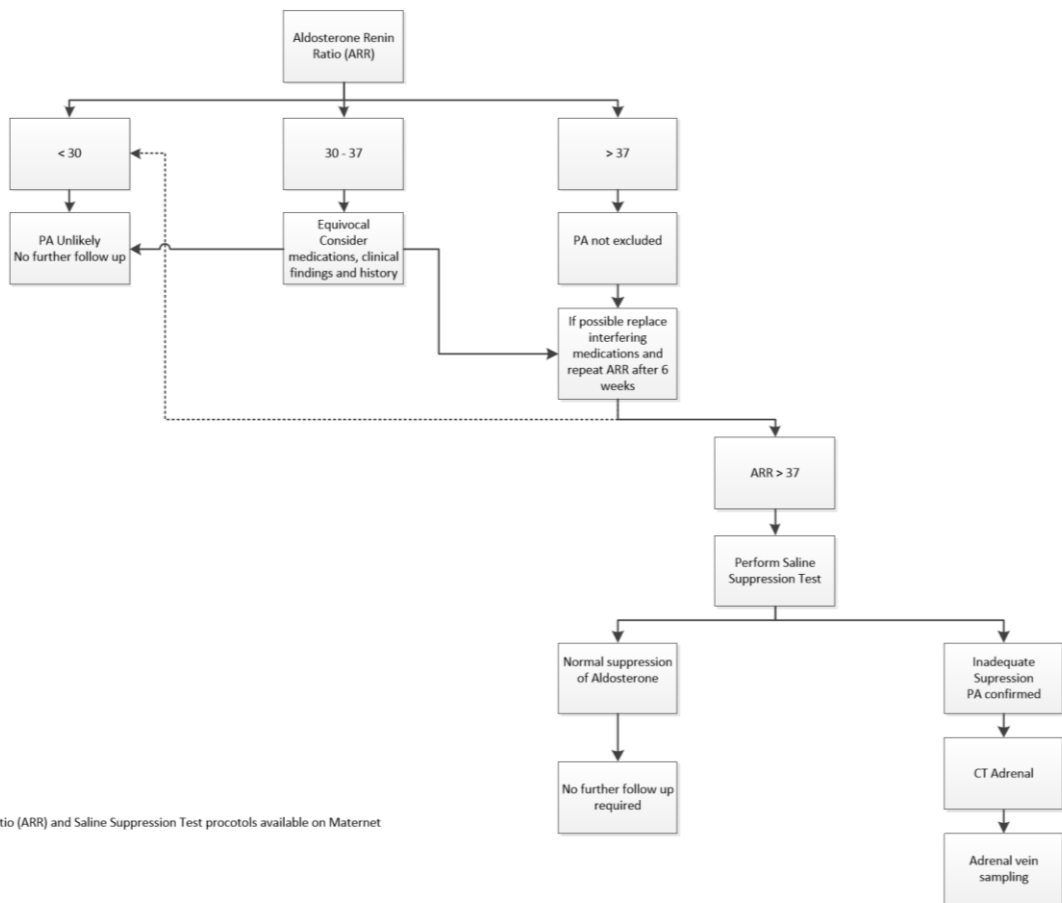 Aldosterone Renin
Ratio (ARR)
< 30
30 - 37
> 37
PA Unlikely
No further follow up
Equivocal
Consider
medications, clinical
findings and history
PA not excluded
If possible replace
interfering
medications and
repeat ARR after 6
weeks
ARR > 37
Perform Saline
Suppression Test
Normal suppression
of Aldosterone
Inadequate
Supression
PA confirmed
No further follow up
required
CT Adrenal
Adrenal vein
sampling
tio (ARR) and Saline Suppression Test procotols available on Maternet